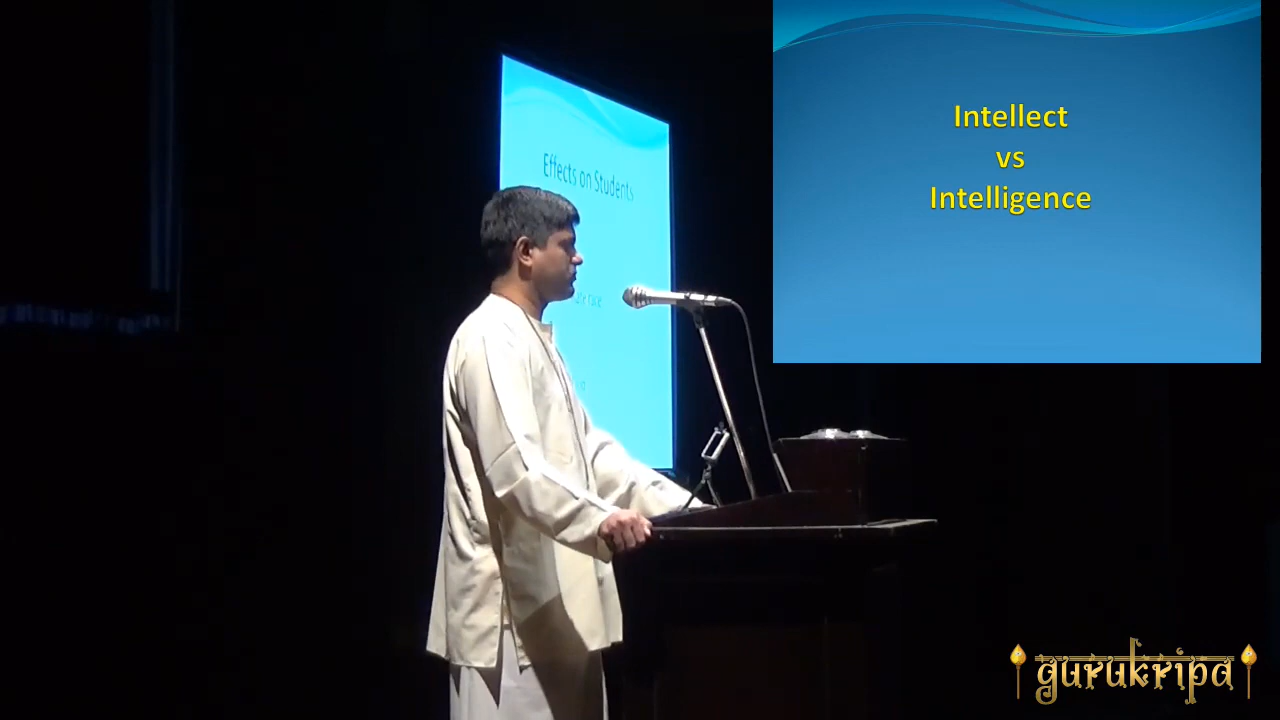 Intellect
vs
Intelligence
Effects on Students
gurukripa